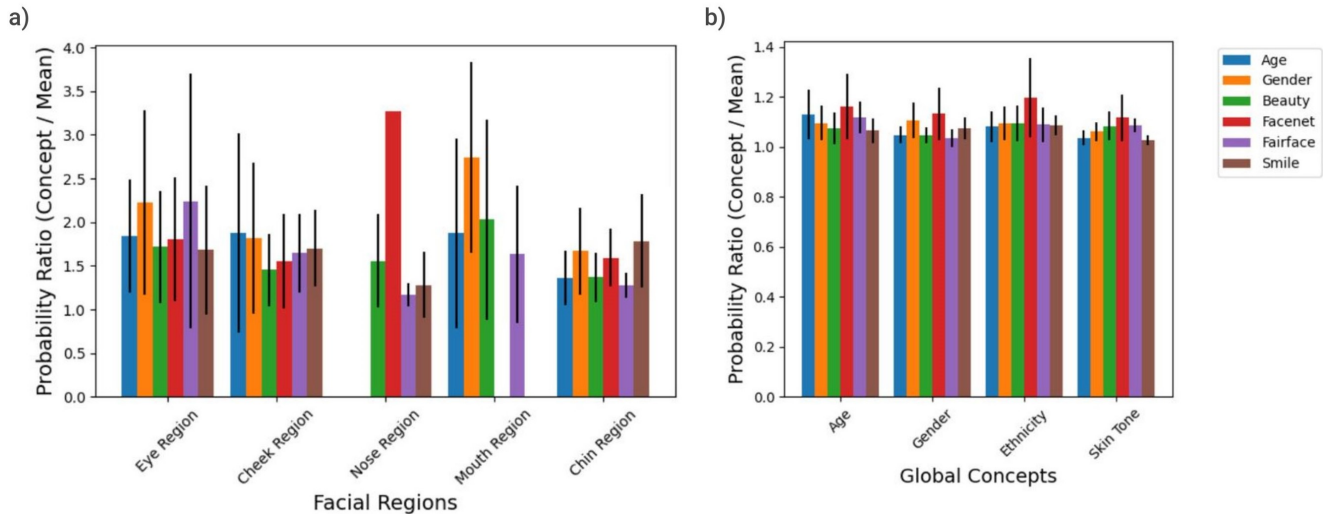 a)
Probability Ratio (Concept / Mean)
4.0
3.5
3.0
2.5
2.0
1.5
1.0
0.5
0.0
Eye Region
Cheek Region
Nose Region
Mouth Region
Chin Region
Facial Regions
b)
Probability Ratio (Concept / Mean)
1.4
1.2
1.0
0.8
0.6
0.4
0.2
0.0
Age
Gender
Ethnicity
Skin Tone
Global Concepts
Age
Gender
Beauty
Facenet
Fairface
Smile